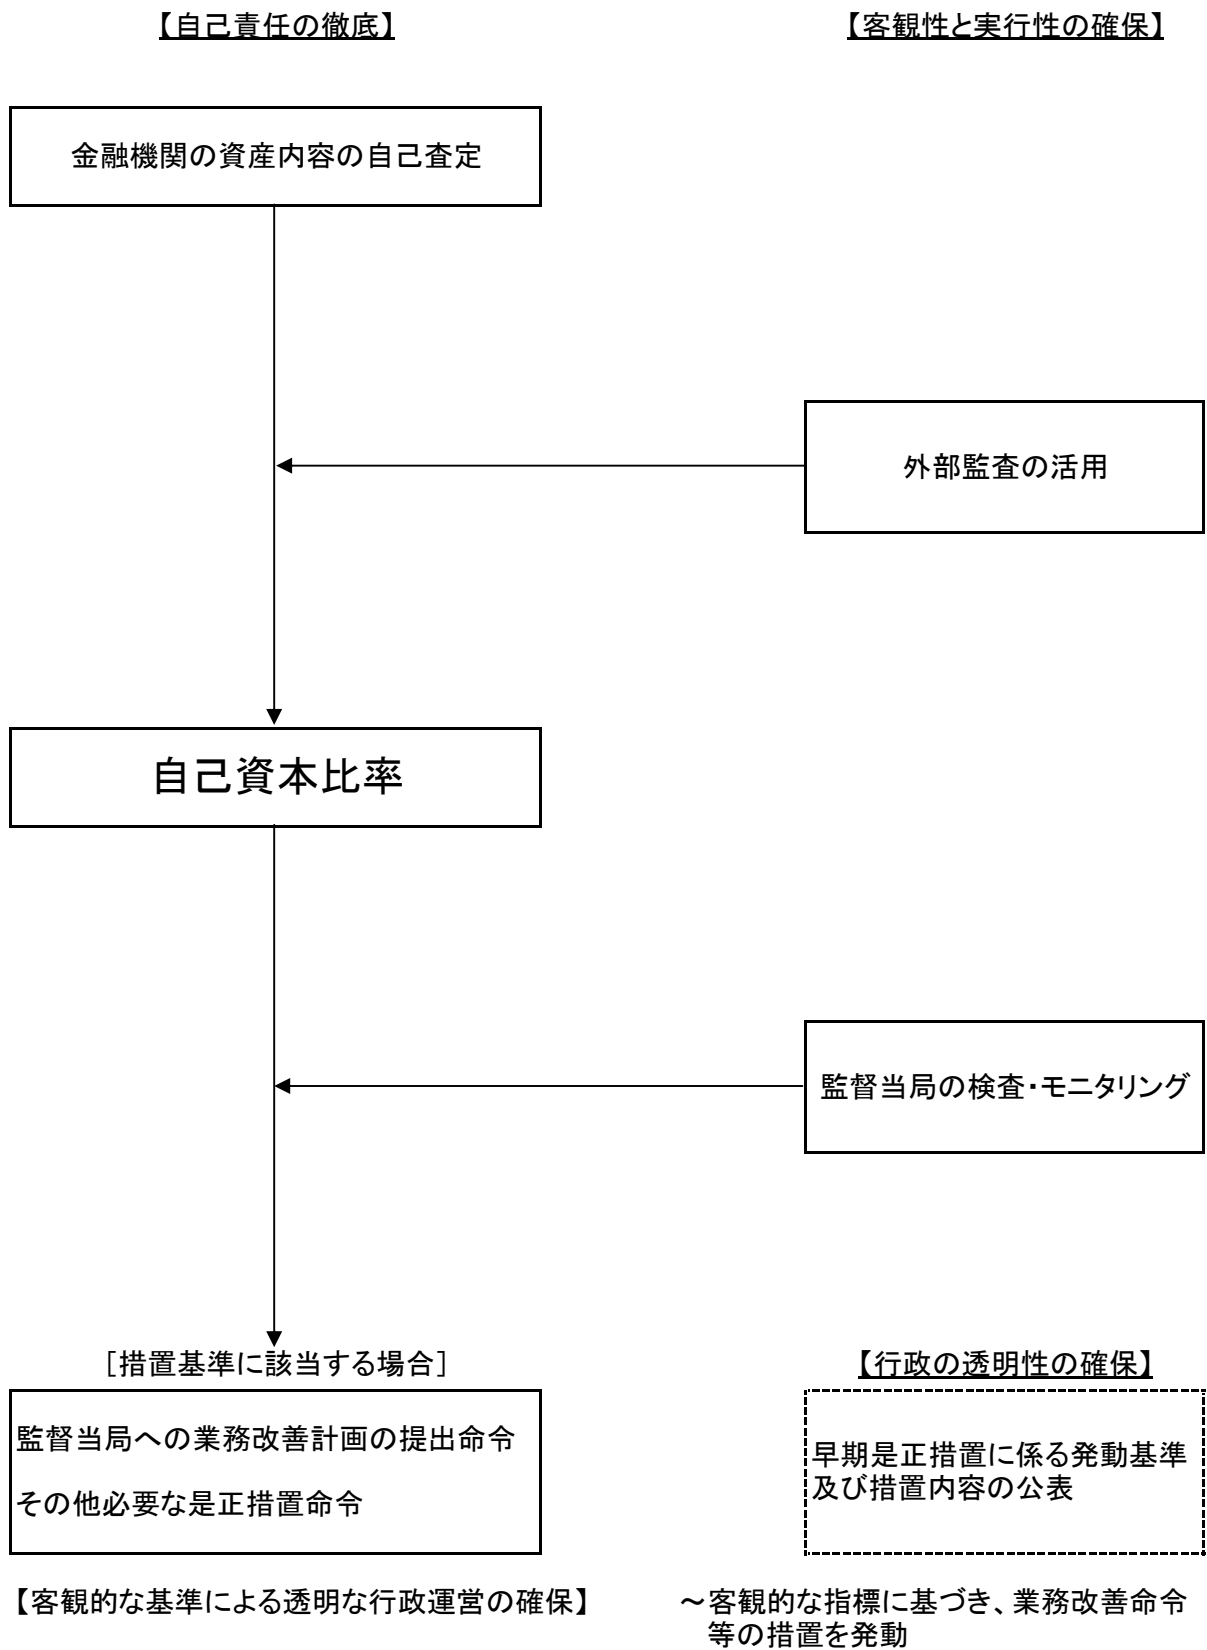 【自己責任の徹底】
【客観性と実行性の確保】
金融機関の資産内容の自己査定
外部監査の活用
自己資本比率
監督当局の検査・モニタリング
[措置基準に該当する場合]
【行政の透明性の確保】
監督当局への業務改善計画の提出命令
その他必要な是正措置命令
早期是正措置に係る発動基準
及び措置内容の公表
【客観的な基準による透明な行政運営の確保】
～客観的な指標に基づき、業務改善命令
等の措置を発動